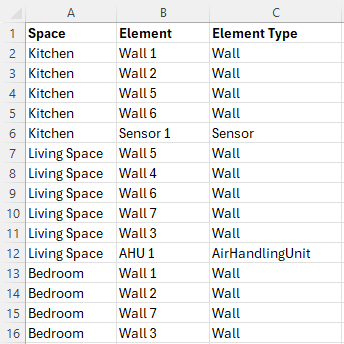 A B C
1 Space Element Element Type
2 Kitchen Wall 1 Wall
3 Kitchen Wall 2 Wall
4 Kitchen Wall 5 Wall
5 Kitchen Wall 6 Wall
6 Kitchen Sensor 1 Sensor
7 Living Space Wall 5 Wall
8 Living Space Wall 4 Wall
9 Living Space Wall 6 Wall
10 Living Space Wall 7 Wall
11 Living Space Wall 3 Wall
12 Living Space AHU 1 AirHandlingUnit
13 Bedroom Wall 1 Wall
14 Bedroom Wall 2 Wall
15 Bedroom Wall 7 Wall
16 Bedroom Wall 3 Wall